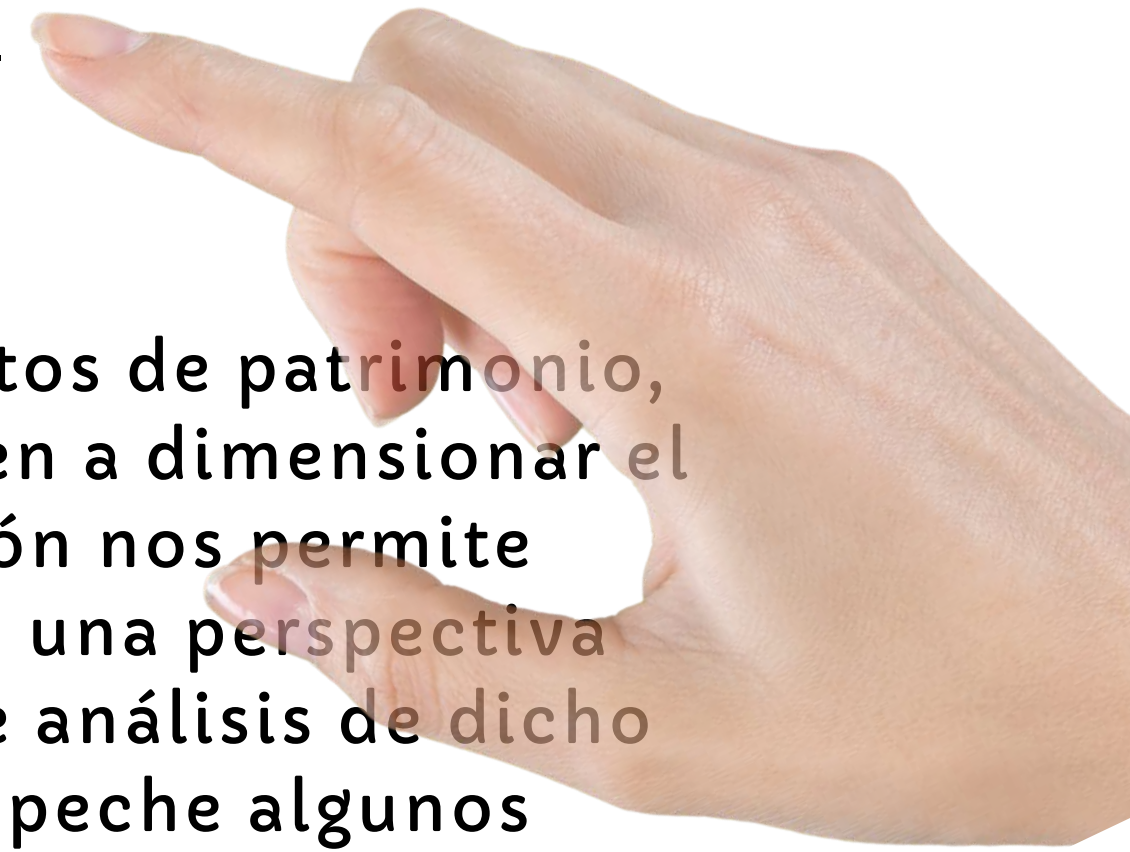 tos de patrimonio,
en a dimensionar el
ón nos permite
una perspectiva
e análisis de dicho
peche algunos